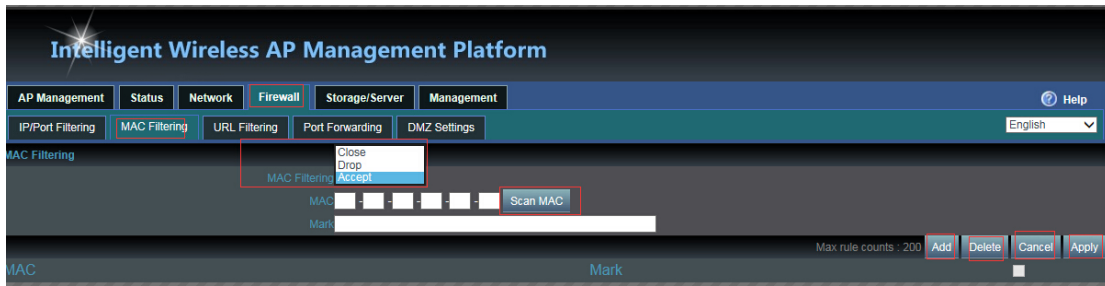 Intelligent Wireless AP Management Platform
AP Management Status Network Firewall Storage/Server Management Help
IP/Port Filtering MAC Filtering URL Filtering Port Forwarding DMZ Settings English
MAC Filtering
Close
Drop
MAC Filtering Accept
MAC - - - - - Scan MAC
Mark
Max rule counts : 200 Add Delete Cancel Apply
MAC Mark